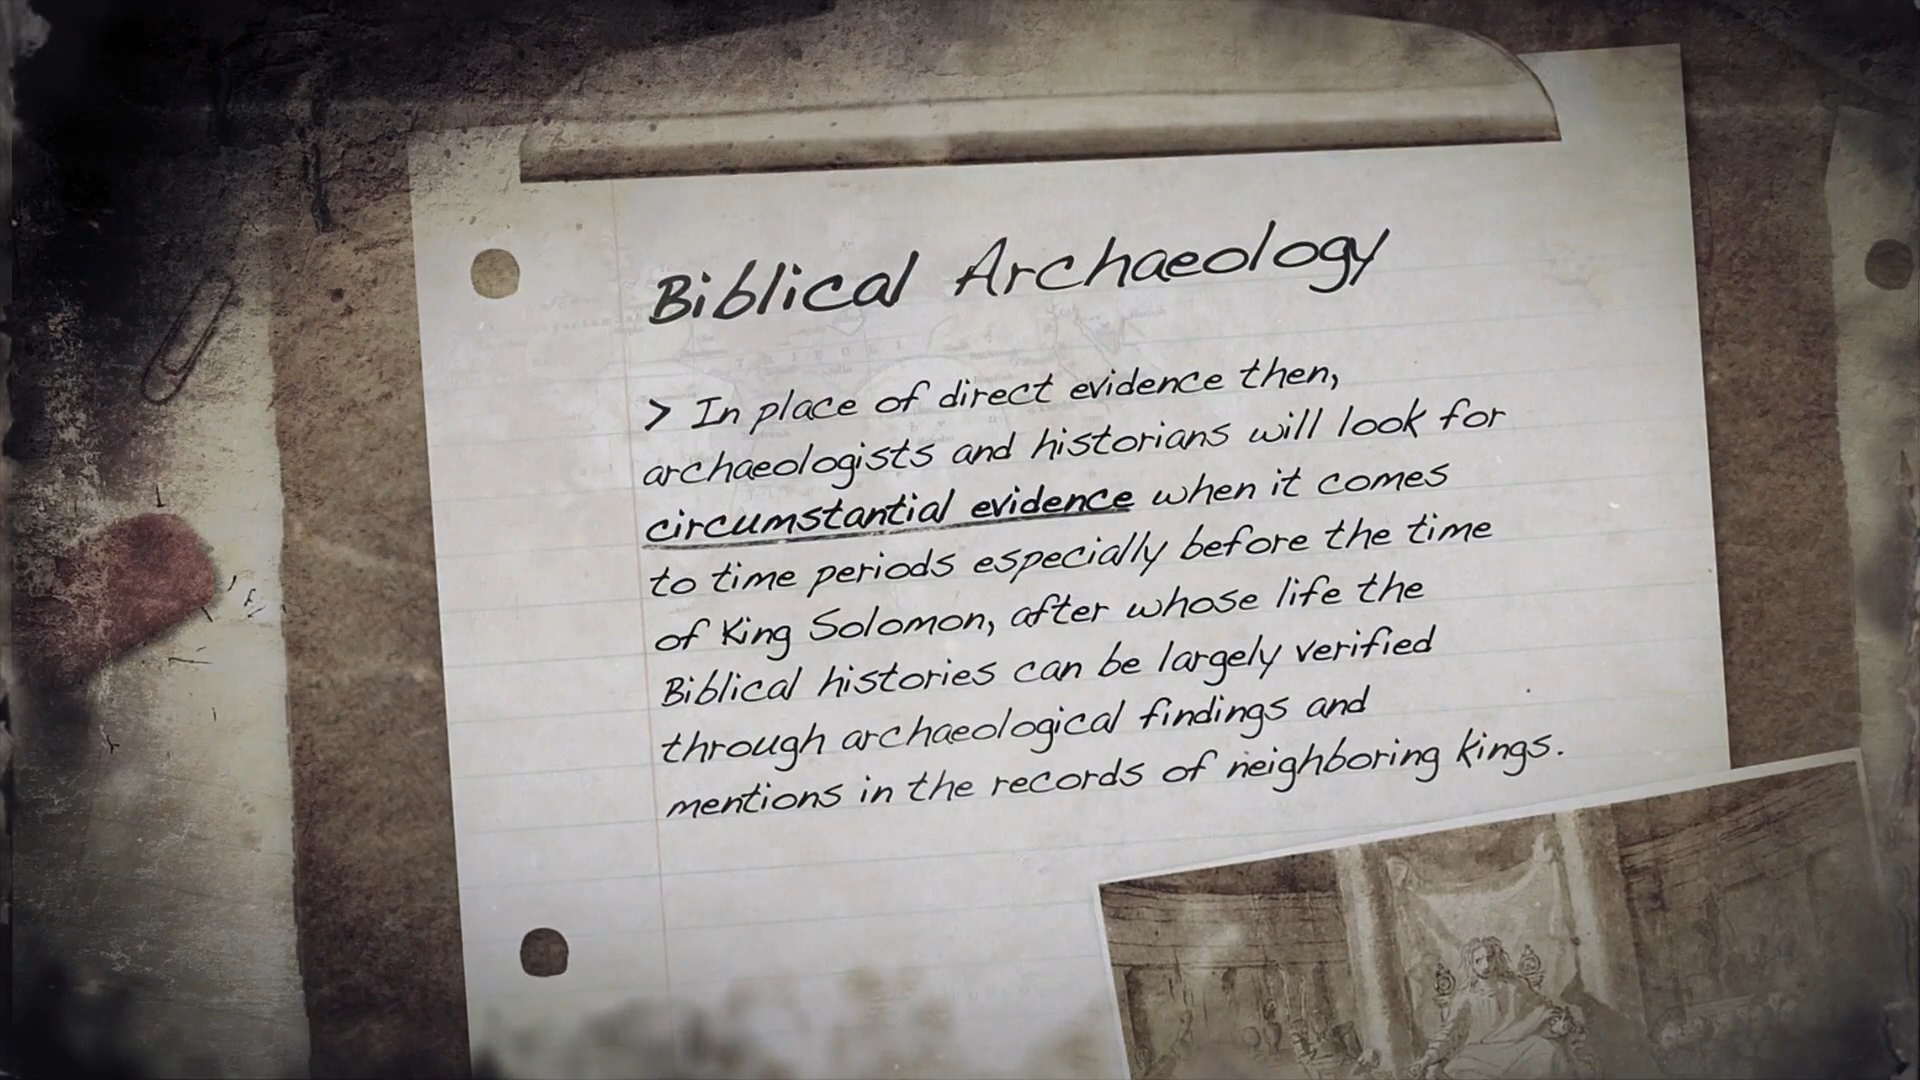 Biblical Archaeology
> In place of direct evidence then,
archaeologists and historians will look for
circumstantial evidence when it comes
to time periods especially before the time
of King Solomon, after whose life the
Biblical histories can be largely verified
through archaeological findings and
mentions in the records of neighboring kings.